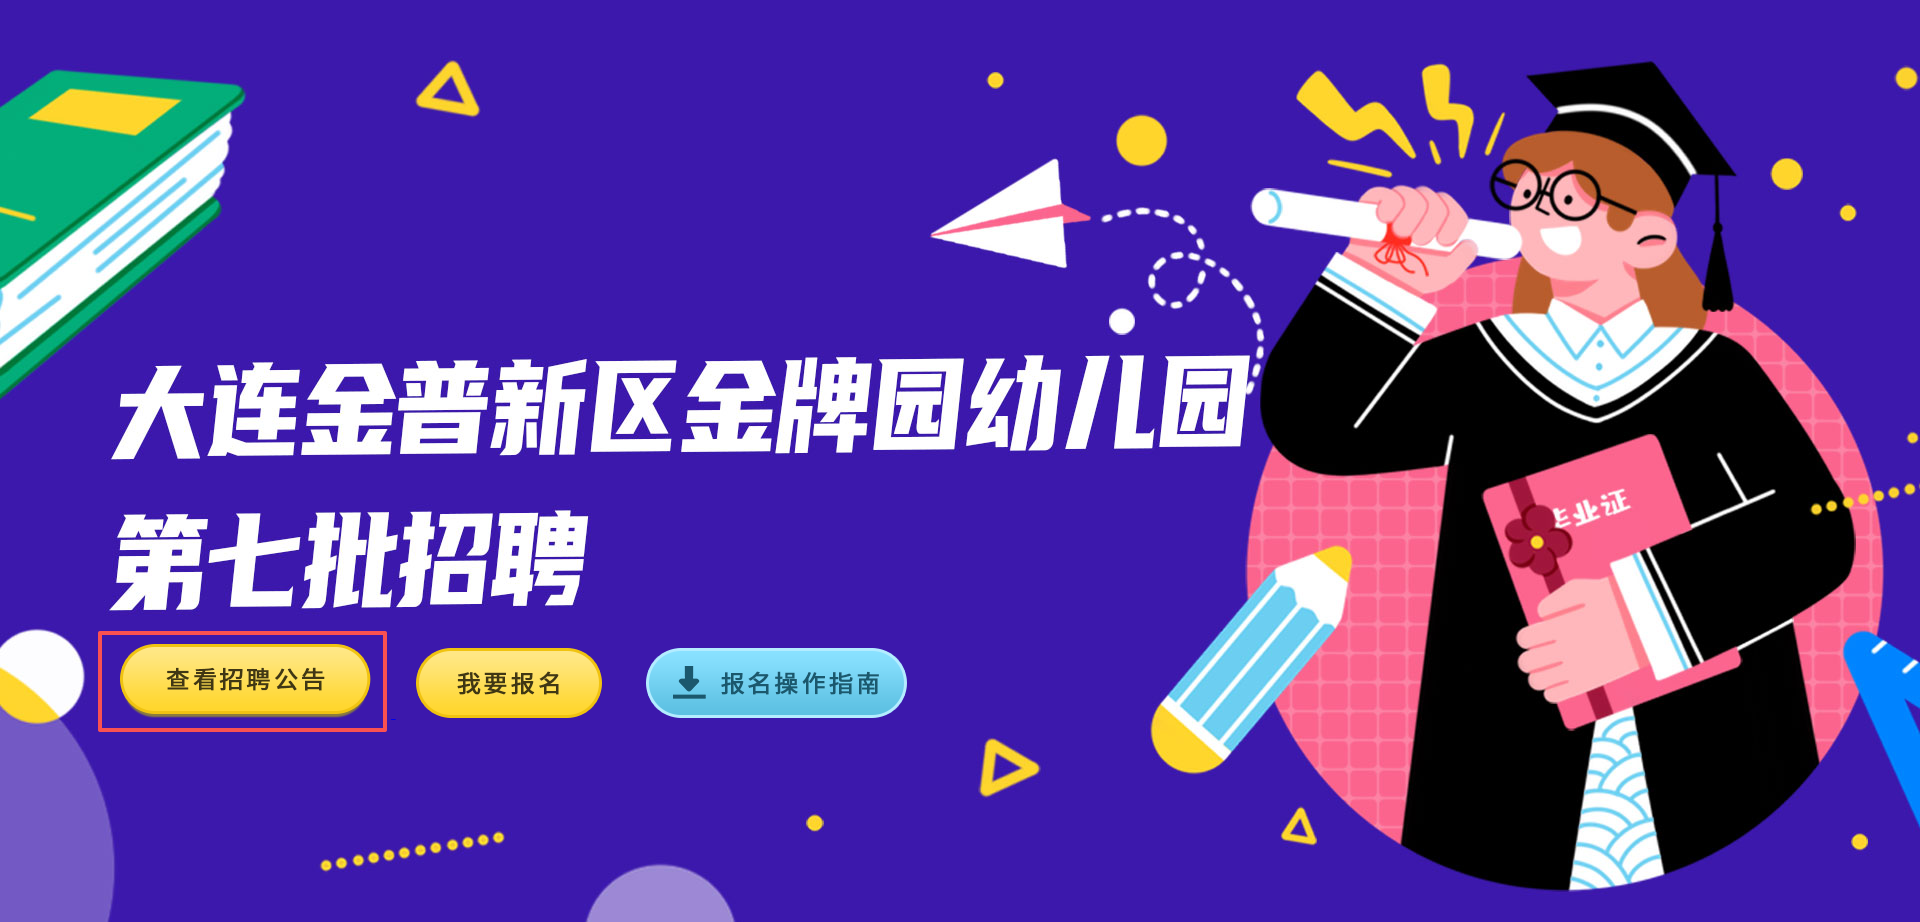 大连金普新区金牌园幼儿园
第七批招聘
查看招聘公告
我要报名
报名操作指南
业证